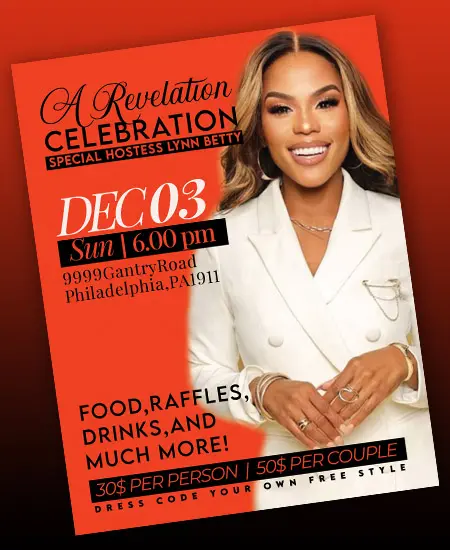 A Revelation
CELEBRATION
SPECIAL HOSTESS LYNN BETTY
DEC 03
Sun | 6.00 pm
9999GantryRoad
Philadelphia,PA1911
FOOD,RAFFLES,
DRINKS,AND
MUCH MORE!
30$ PER PERSON | 50$ PER COUPLE
DRESS CODE YOUR OWN FREE STYLE